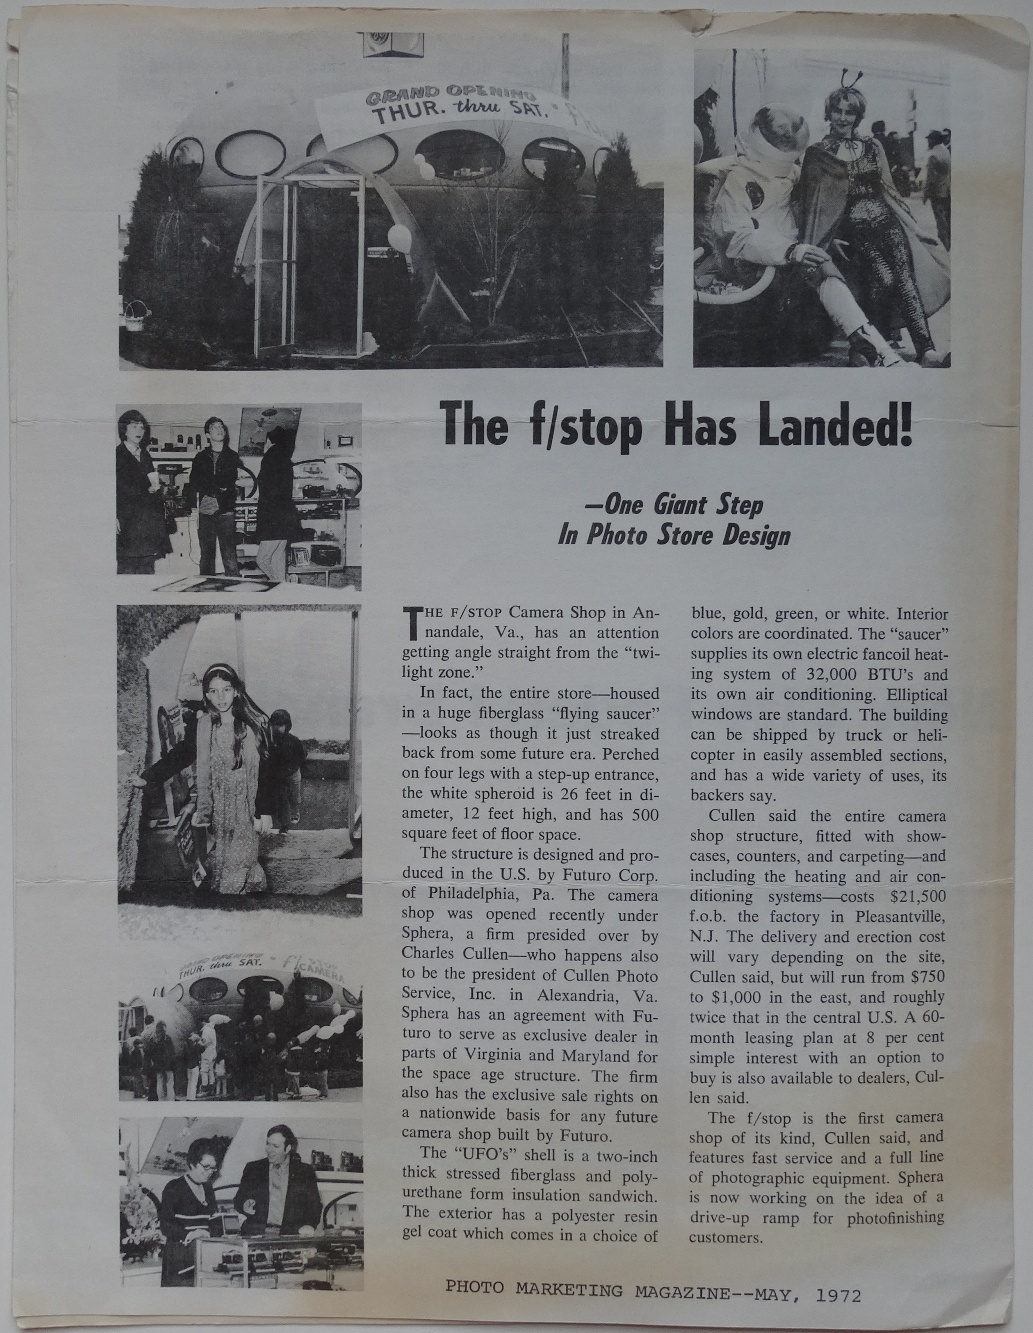 GRAND OPENING
THUR. thru SAT.
The f/stop Has Landed!
—One Giant Step
In Photo Store Design
THE F/STOP Camera Shop in An-
nandale, Va., has an attention
getting angle straight from the “twi-
light zone.”
In fact, the entire store—housed
in a huge fiberglass “flying saucer”
—looks as though it just streaked
back from some future era. Perched
on four legs with a step-up entrance,
the white spheroid is 26 feet in di-
ameter, 12 feet high, and has 500
square feet of floor space.
The structure is designed and pro-
duced in the U.S. by Futuro Corp.
of Philadelphia, Pa. The camera
shop was opened recently under
Sphera, a firm presided over by
Charles Cullen—who happens also
to be the president of Cullen Photo
Service, Inc. in Alexandria, Va.
Sphera has an agreement with Fu-
turo to serve as exclusive dealer in
parts of Virginia and Maryland for
the space age structure. The firm
also has the exclusive sale rights on
a nationwide basis for any future
camera shop built by Futuro.
The “UFO’s” shell is a two-inch
thick stressed fiberglass and poly-
urethane form insulation sandwich.
The exterior has a polyester resin
gel coat which comes in a choice of
blue, gold, green, or white. Interior
colors are coordinated. The “saucer”
supplies its own electric fancoil heat-
ing system of 32,000 BTU’s and
its own air conditioning. Elliptical
windows are standard. The building
can be shipped by truck or heli-
copter in easily assembled sections,
and has a wide variety of uses, its
backers say.
Cullen said the entire camera
shop structure, fitted with show-
cases, counters, and carpeting—and
including the heating and air con-
ditioning systems—costs $21,500
f.o.b. the factory in Pleasantville,
N.J. The delivery and erection cost
will vary depending on the site,
Cullen said, but will run from $750
to $1,000 in the east, and roughly
twice that in the central U.S. A 60-
month leasing plan at 8 per cent
simple interest with an option to
buy is also available to dealers, Cul-
len said.
The f/stop is the first camera
shop of its kind, Cullen said, and
features fast service and a full line
of photographic equipment. Sphera
is now working on the idea of a
drive-up ramp for photofinishing
customers.
GRAND OPENING
THUR. thru SAT.
f/STOP
CAMERA
PHOTO MARKETING MAGAZINE--MAY, 1972